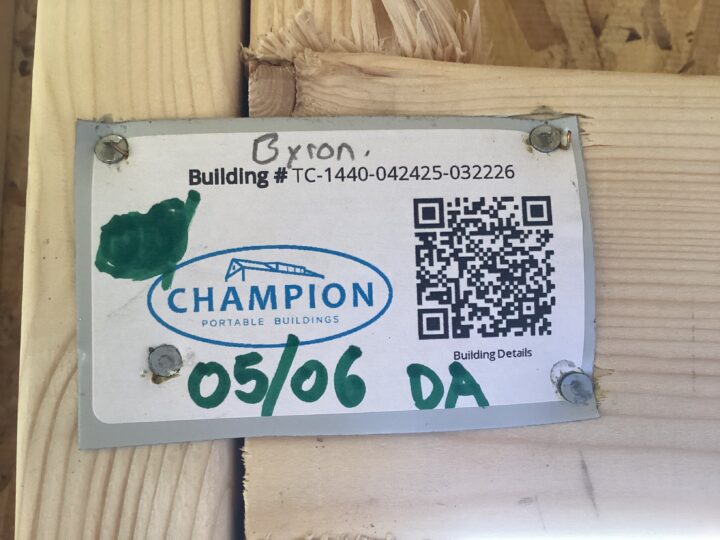 Byron.
Building # TC-1440-042425-032226
CHAMPION
PORTABLE BUILDINGS
Building Details
05/06 DA